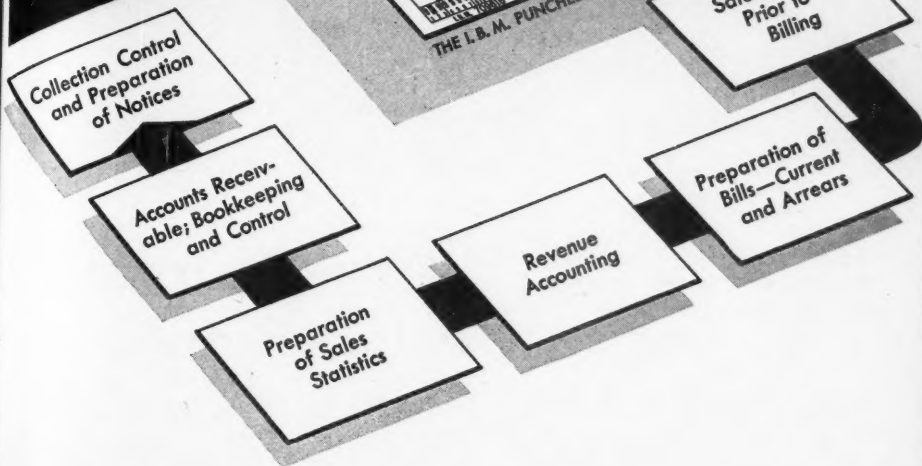 THE I. B. M. PUNCHE
Sales
Prior to
Billing
Collection Control
and Preparation
of Notices
Accounts Receiv-
able; Bookkeeping
and Control
Preparation
of Sales
Statistics
Revenue
Accounting
Preparation of
Bills—Current
and Arrears